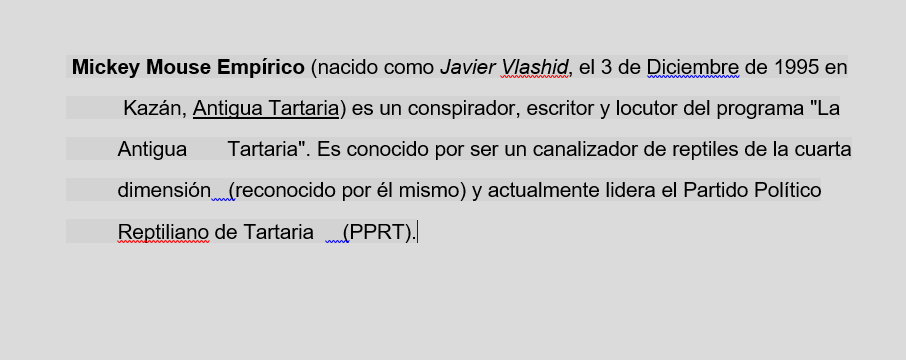 Mickey Mouse Empírico (nacido como Javier Vlashid, el 3 de Diciembre de 1995 en
Kazán, Antigua Tartaria) es un conspirador, escritor y locutor del programa "La
Antigua Tartaria". Es conocido por ser un canalizador de reptiles de la cuarta
dimensión (reconocido por él mismo) y actualmente lidera el Partido Político
Reptiliano de Tartaria (PPRT).